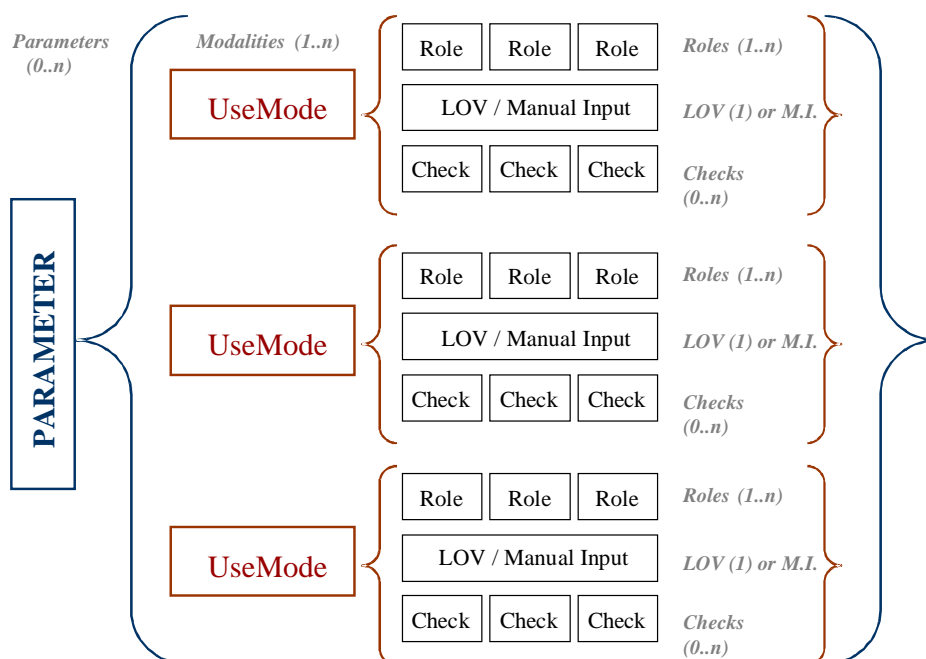 Parameters
(0..n)
Modalities (1..n)
Role Role Role
Roles (1..n)
UseMode
LOV / Manual Input
LOV (1) or M.I.
Check Check Check
Checks
(0..n)
PARAMETER
Role Role Role
Roles (1..n)
UseMode
LOV / Manual Input
LOV (1) or M.I.
Check Check Check
Checks
(0..n)
Role Role Role
Roles (1..n)
UseMode
LOV / Manual Input
LOV (1) or M.I.
Check Check Check
Checks
(0..n)